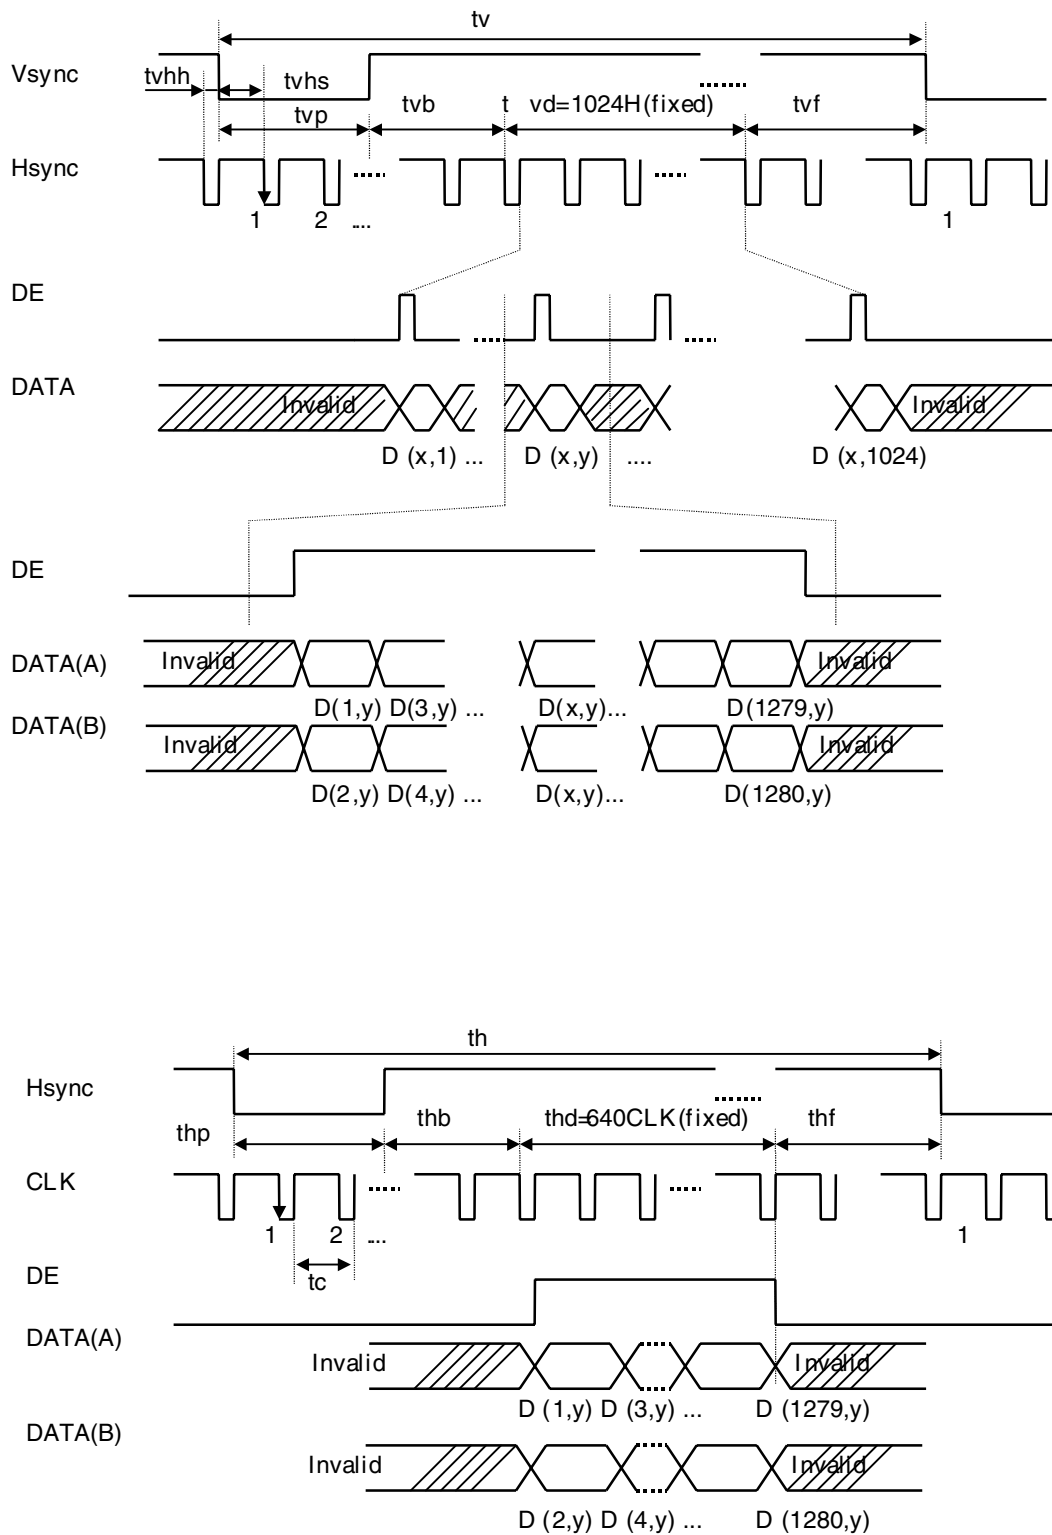 tv
Vsync
tvhh
tvhs
tvp
tvb
t vd=1024H(fixed)
tvf
Hsync
1 2 .... 1
DE
DATA
Invalid Invalid
D (x,1) ... D (x,y) .... D (x,1024)
DE
DATA(A)
Invalid Invalid
D(1,y) D(3,y) ... D(x,y)... D(1279,y)
DATA(B)
Invalid Invalid
D(2,y) D(4,y) ... D(x,y)... D(1280,y)
th
Hsync
thp thb thd=640CLK(fixed) thf
CLK
1 2 .... 1
tc
DE
DATA(A)
Invalid Invalid
D (1,y) D (3,y) ... D (1279,y)
DATA(B)
Invalid Invalid
D (2,y) D (4,y) ... D (1280,y)